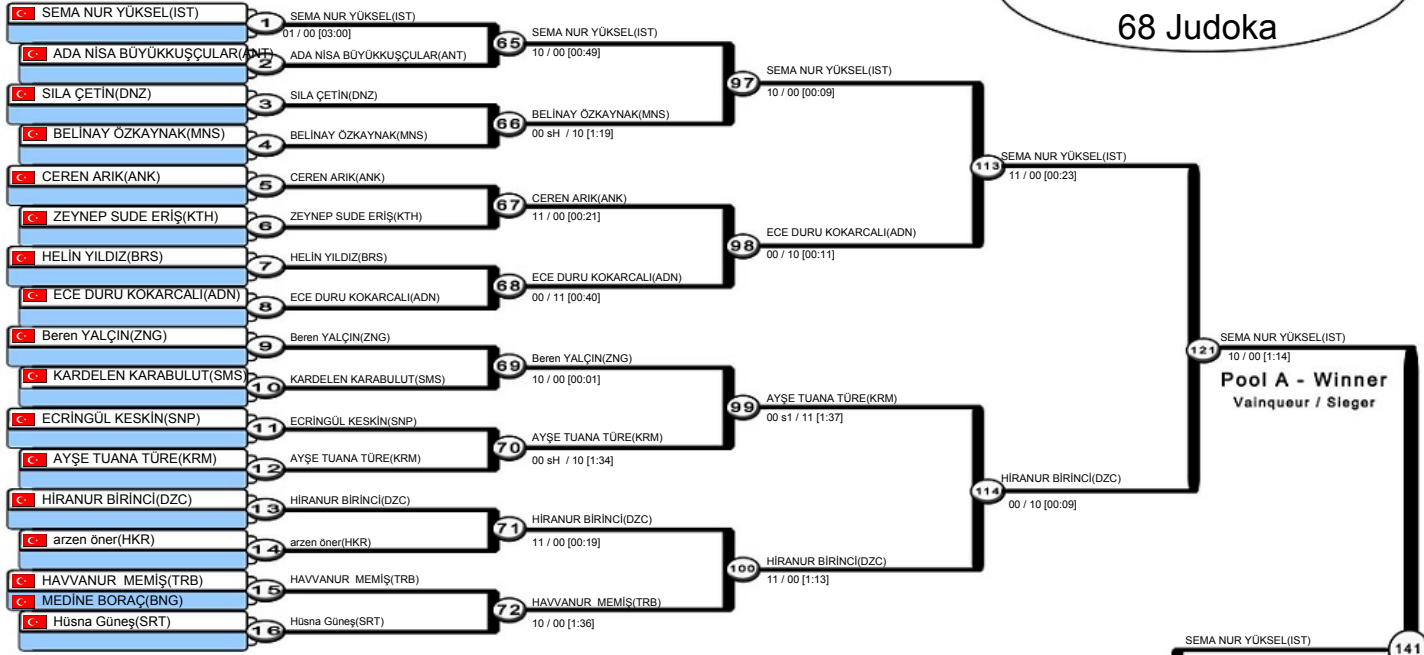 68 Judoka
SEMA NUR YÜKSEL(IST)
ADA NİSA BÜYÜKKUŞÇULAR(ANT)
SILA ÇETİN(DNZ)
BELİNAY ÖZKAYNAK(MNS)
CEREN ARIK(ANK)
ZEYNEP SUDE ERİŞ(KTH)
HELİN YILDIZ(BRS)
ECE DURU KOKARCALI(ADN)
Beren YALÇIN(ZNG)
KARDELEN KARABULUT(SMS)
ECRİNGÜL KESKİN(SNP)
AYŞE TUANA TÜRE(KRM)
HİRANUR BİRİNCİ(DZC)
arzen öner(HKR)
HAVVANUR  MEMİŞ(TRB)
MEDİNE BORAÇ(BNG)
Hüsna Güneş(SRT)
1
2
3
4
5
6
7
8
9
10
11
12
13
14
15
16
SEMA NUR YÜKSEL(IST)
01 / 00 [03:00]
ADA NİSA BÜYÜKKUŞÇULAR(ANT)
SILA ÇETİN(DNZ)
BELİNAY ÖZKAYNAK(MNS)
CEREN ARIK(ANK)
ZEYNEP SUDE ERİŞ(KTH)
HELİN YILDIZ(BRS)
ECE DURU KOKARCALI(ADN)
Beren YALÇIN(ZNG)
KARDELEN KARABULUT(SMS)
ECRİNGÜL KESKİN(SNP)
AYŞE TUANA TÜRE(KRM)
HİRANUR BİRİNCİ(DZC)
arzen öner(HKR)
HAVVANUR  MEMİŞ(TRB)
Hüsna Güneş(SRT)
65
66
67
68
69
70
71
72
SEMA NUR YÜKSEL(IST)
10 / 00 [00:49]
BELİNAY ÖZKAYNAK(MNS)
00 sH  / 10 [1:19]
CEREN ARIK(ANK)
11 / 00 [00:21]
ECE DURU KOKARCALI(ADN)
00 / 11 [00:40]
Beren YALÇIN(ZNG)
10 / 00 [00:01]
AYŞE TUANA TÜRE(KRM)
00 sH  / 10 [1:34]
HİRANUR BİRİNCİ(DZC)
11 / 00 [00:19]
HAVVANUR  MEMİŞ(TRB)
10 / 00 [1:36]
97
98
99
100
SEMA NUR YÜKSEL(IST)
10 / 00 [00:09]
ECE DURU KOKARCALI(ADN)
00 / 10 [00:11]
AYŞE TUANA TÜRE(KRM)
00 s1 / 11 [1:37]
HİRANUR BİRİNCİ(DZC)
11 / 00 [1:13]
113
114
SEMA NUR YÜKSEL(IST)
11 / 00 [00:23]
HİRANUR BİRİNCİ(DZC)
00 / 10 [00:09]
121
SEMA NUR YÜKSEL(IST)
10 / 00 [1:14]
Pool A - Winner
Vainqueur / Sieger
SEMA NUR YÜKSEL(IST)
141